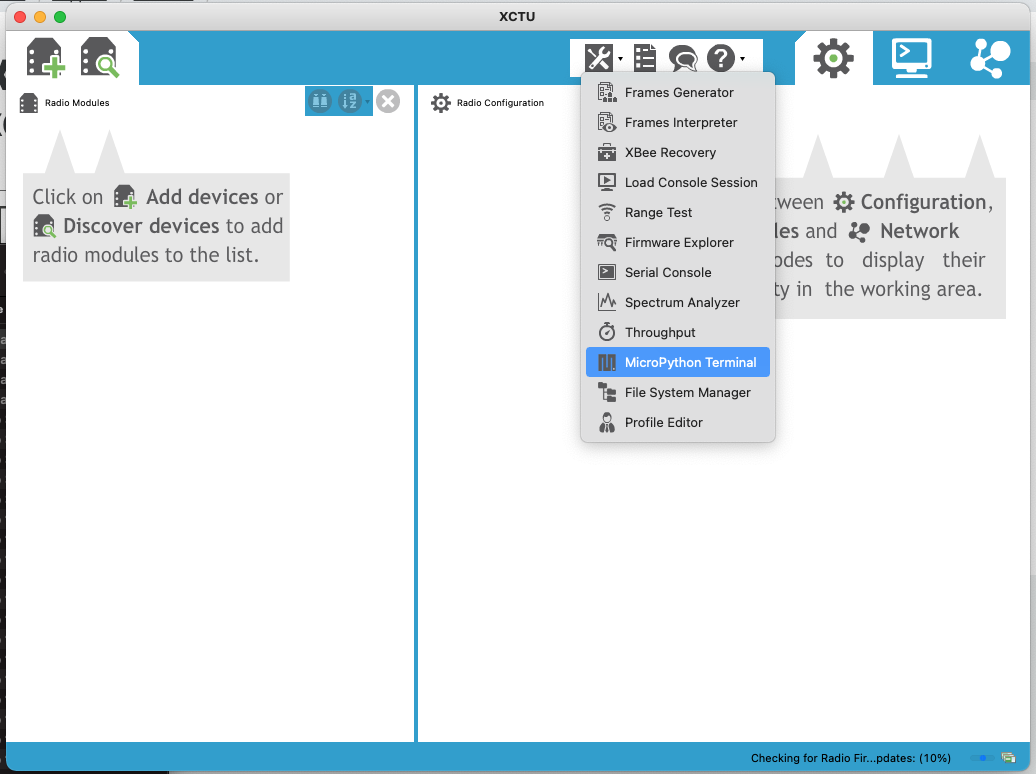 XCTU
Radio Modules
Radio Configuration
Click on Add devices or
Discover devices to add
radio modules to the list.
Frames Generator
Frames Interpreter
XBee Recovery
Load Console Session
Range Test
Firmware Explorer
Serial Console
Spectrum Analyzer
Throughput
MicroPython Terminal
File System Manager
Profile Editor
tween Configuration,
les and Network
odes to display their
ty in the working area.
Checking for Radio Fir...pdates: (10%)